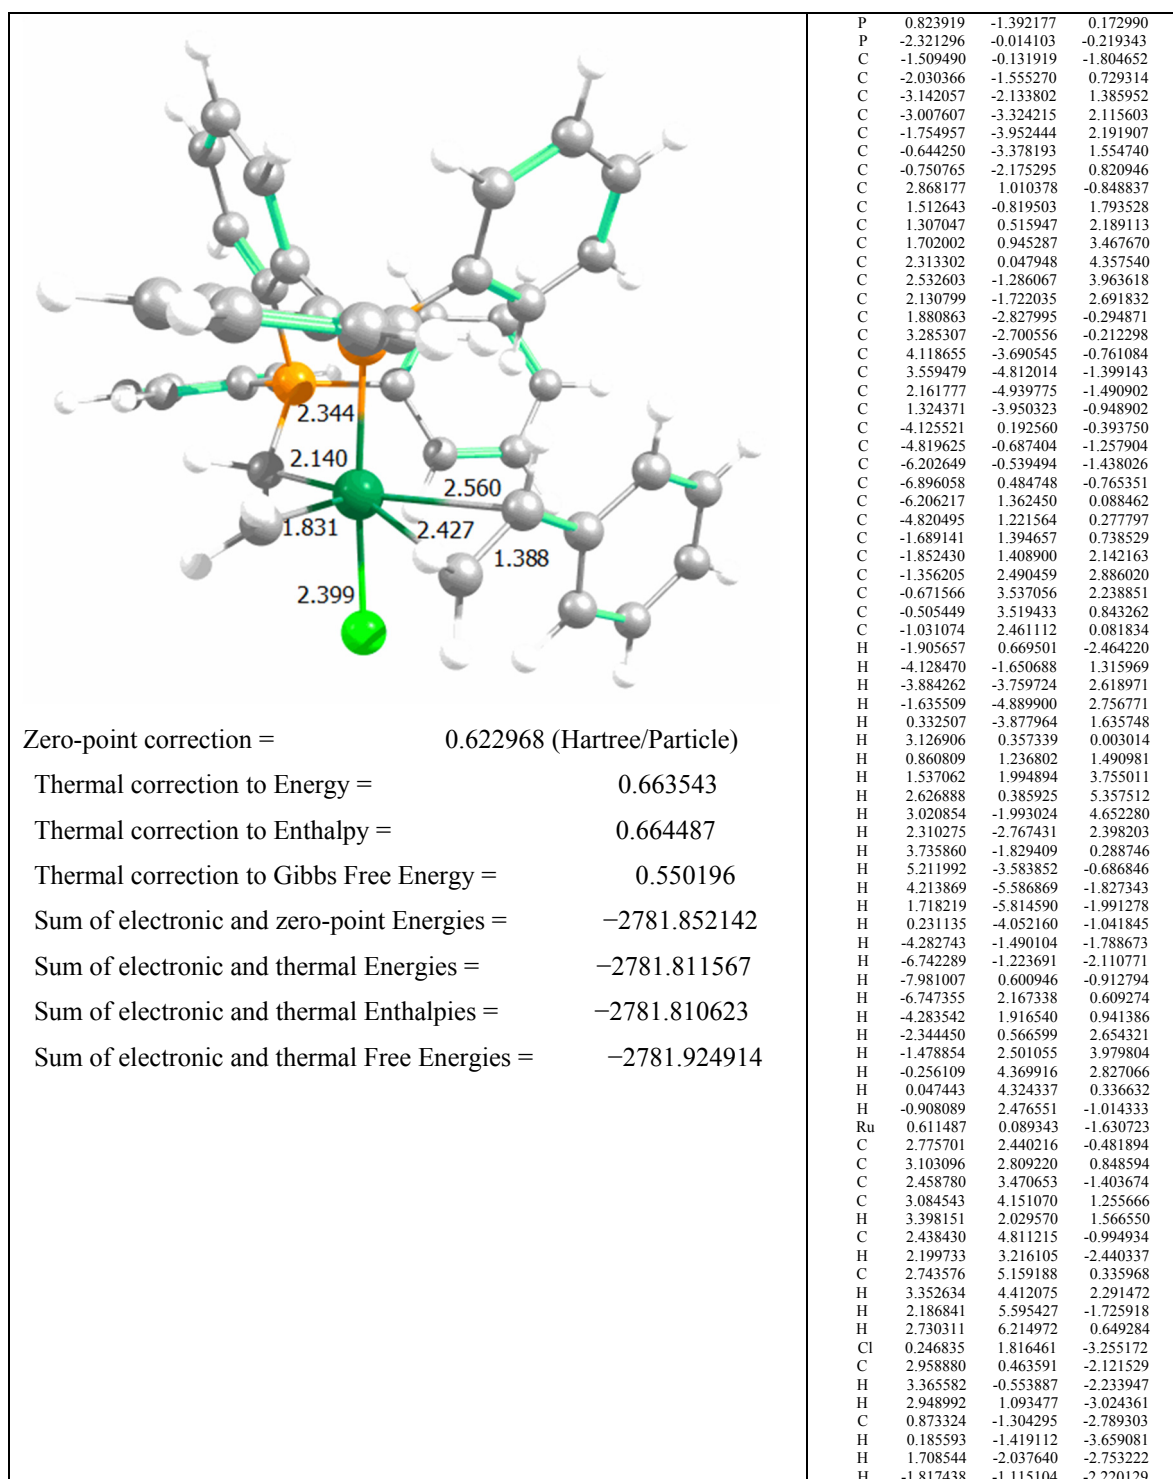 2.344
2.140
2.560
1.831
2.427
1.388
2.399
Zero-point correction = 0.622968 (Hartree/Particle)
Thermal correction to Energy = 0.663543
Thermal correction to Enthalpy = 0.664487
Thermal correction to Gibbs Free Energy = 0.550196
Sum of electronic and zero-point Energies = −2781.852142
Sum of electronic and thermal Energies = −2781.811567
Sum of electronic and thermal Enthalpies = −2781.810623
Sum of electronic and thermal Free Energies = −2781.924914
P 0.823919 -1.392177 0.172990
P -2.321296 -0.014103 -0.219343
C -1.509490 -0.131919 -1.804652
C -2.030366 -1.555270 0.729314
C -3.142057 -2.133802 1.385952
C -3.007607 -3.324215 2.115603
C -1.754957 -3.952444 2.191907
C -0.644250 -3.378193 1.554740
C -0.750765 -2.175295 0.820946
C 2.868177 1.010378 -0.848837
C 1.512643 -0.819503 1.793528
C 1.307047 0.515947 2.189113
C 1.702002 0.945287 3.467670
C 2.313302 0.047948 4.357540
C 2.532603 -1.286067 3.963618
C 2.130799 -1.722035 2.691832
C 1.880863 -2.827995 -0.294871
C 3.285307 -2.700556 -0.212298
C 4.118655 -3.690545 -0.761084
C 3.559479 -4.812014 -1.399143
C 2.161777 -4.939775 -1.490902
C 1.324371 -3.950323 -0.948902
C -4.125521 0.192560 -0.393750
C -4.819625 -0.687404 -1.257904
C -6.202649 -0.539494 -1.438026
C -6.896058 0.484748 -0.765351
C -6.206217 1.362450 0.088462
C -4.820495 1.221564 0.277797
C -1.689141 1.394657 0.738529
C -1.852430 1.408900 2.142163
C -1.356205 2.490459 2.886020
C -0.671566 3.537056 2.238851
C -0.505449 3.519433 0.843262
C -1.031074 2.461112 0.081834
H -1.905657 0.669501 -2.464220
H -4.128470 -1.650688 1.315969
H -3.884262 -3.759724 2.618971
H -1.635509 -4.889900 2.756771
H 0.332507 -3.877964 1.635748
H 3.126906 0.357339 0.003014
H 0.860809 1.236802 1.490981
H 1.537062 1.994894 3.755011
H 2.626888 0.385925 5.357512
H 3.020854 -1.993024 4.652280
H 2.310275 -2.767431 2.398203
H 3.735860 -1.829409 0.288746
H 5.211992 -3.583852 -0.686846
H 4.213869 -5.586869 -1.827343
H 1.718219 -5.814590 -1.991278
H 0.231135 -4.052160 -1.041845
H -4.282743 -1.490104 -1.788673
H -6.742289 -1.223691 -2.110771
H -7.981007 0.600946 -0.912794
H -6.747355 2.167338 0.609274
H -4.283542 1.916540 0.941386
H -2.344450 0.566599 2.654321
H -1.478854 2.501055 3.979804
H -0.256109 4.369916 2.827066
H 0.047443 4.324337 0.336632
H -0.908089 2.476551 -1.014333
Ru 0.611487 0.089343 -1.630723
C 2.775701 2.440216 -0.481894
C 3.103096 2.809220 0.848594
C 2.458780 3.470653 -1.403674
C 3.084543 4.151070 1.255666
H 3.398151 2.029570 1.566550
C 2.438430 4.811215 -0.994934
H 2.199733 3.216105 -2.440337
C 2.743576 5.159188 0.335968
H 3.352634 4.412075 2.291472
H 2.186841 5.595427 -1.725918
H 2.730311 6.214972 0.649284
Cl 0.246835 1.816461 -3.255172
C 2.958880 0.463591 -2.121529
H 3.365582 -0.553887 -2.233947
H 2.948992 1.093477 -3.024361
C 0.873324 -1.304295 -2.789303
H 0.185593 -1.419112 -3.659081
H 1.708544 -2.037640 -2.753222
H -1.817438 -1.115104 -2.220129